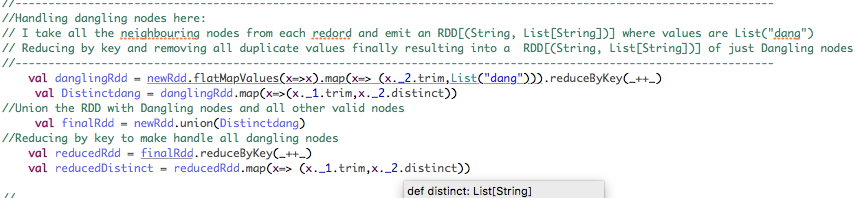 //------------------------------------------------------------------------------------------
//Handling dangling nodes here:
// I take all the neighbouring nodes from each redord and emit an RDD[(String, List[String])] where values are List("dang")
// Reducing by key and removing all duplicate values finally resulting into a  RDD[(String, List[String])] of just Dangling nodes
//------------------------------------------------------------------------------------------
val danglingRdd = newRdd.flatMapValues(x=>x).map(x=> (x._2.trim,List("dang"))).reduceByKey(_++_)
val Distinctdang = danglingRdd.map(x=>(x._1.trim,x._2.distinct))
//Union the RDD with Dangling nodes and all other valid nodes
val finalRdd = newRdd.union(Distinctdang)
//Reducing by key to make handle all dangling nodes
val reducedRdd = finalRdd.reduceByKey(_++_)
val reducedDistinct = reducedRdd.map(x=> (x._1.trim,x._2.distinct))
def distinct: List[String]
//